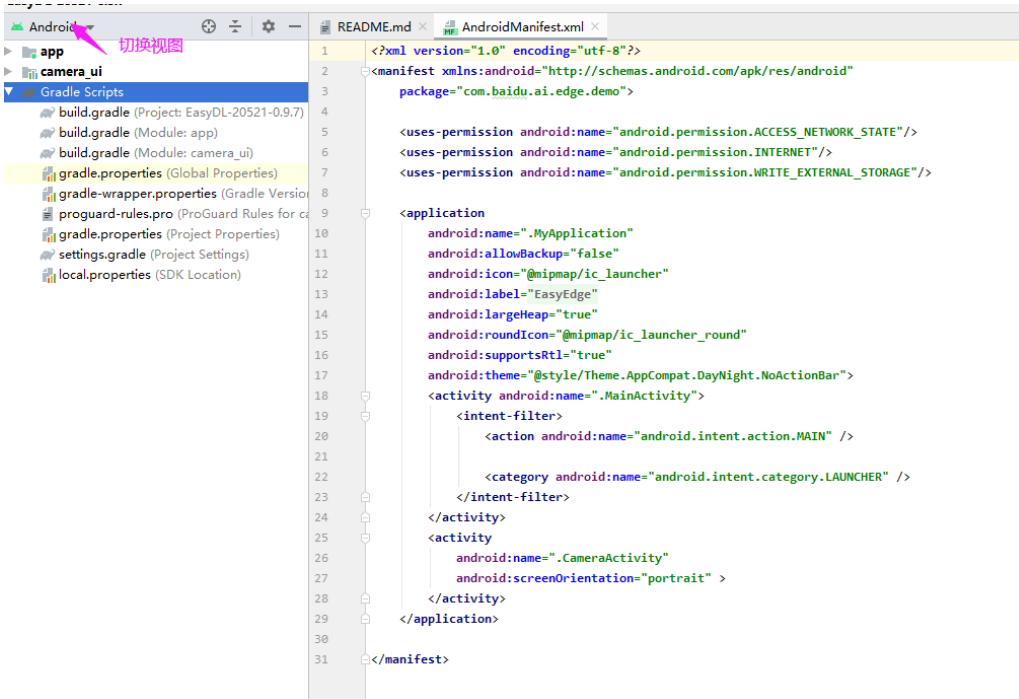 Android
切换视图
README.md
AndroidManifest.xml
app
camera_ui
Gradle Scripts
build.gradle (Project: EasyDL-20521-0.9.7)
build.gradle (Module: app)
build.gradle (Module: camera_ui)
gradle.properties (Global Properties)
gradle-wrapper.properties (Gradle Version
proguard-rules.pro (ProGuard Rules for ca
gradle.properties (Project Properties)
settings.gradle (Project Settings)
local.properties (SDK Location)
1 <?xml version="1.0" encoding="utf-8"?>
2 <manifest xmlns:android="http://schemas.android.com/apk/res/android"
3 package="com.baidu.ai.edge.demo">
4
5 <uses-permission android:name="android.permission.ACCESS_NETWORK_STATE"/>
6 <uses-permission android:name="android.permission.INTERNET"/>
7 <uses-permission android:name="android.permission.WRITE_EXTERNAL_STORAGE"/>
8
9 <application
10 android:name=".MyApplication"
11 android:allowBackup="false"
12 android:icon="@mipmap/ic_launcher"
13 android:label="EasyEdge"
14 android:largeHeap="true"
15 android:roundIcon="@mipmap/ic_launcher_round"
16 android:supportsRtl="true"
17 android:theme="@style/Theme.AppCompat.DayNight.NoActionBar">
18 <activity android:name=".MainActivity">
19 <intent-filter>
20 <action android:name="android.intent.action.MAIN" />
21
22 <category android:name="android.intent.category.LAUNCHER" />
23 </intent-filter>
24 </activity>
25 <activity
26 android:name=".CameraActivity"
27 android:screenOrientation="portrait" >
28 </activity>
29 </application>
30
31 </manifest>